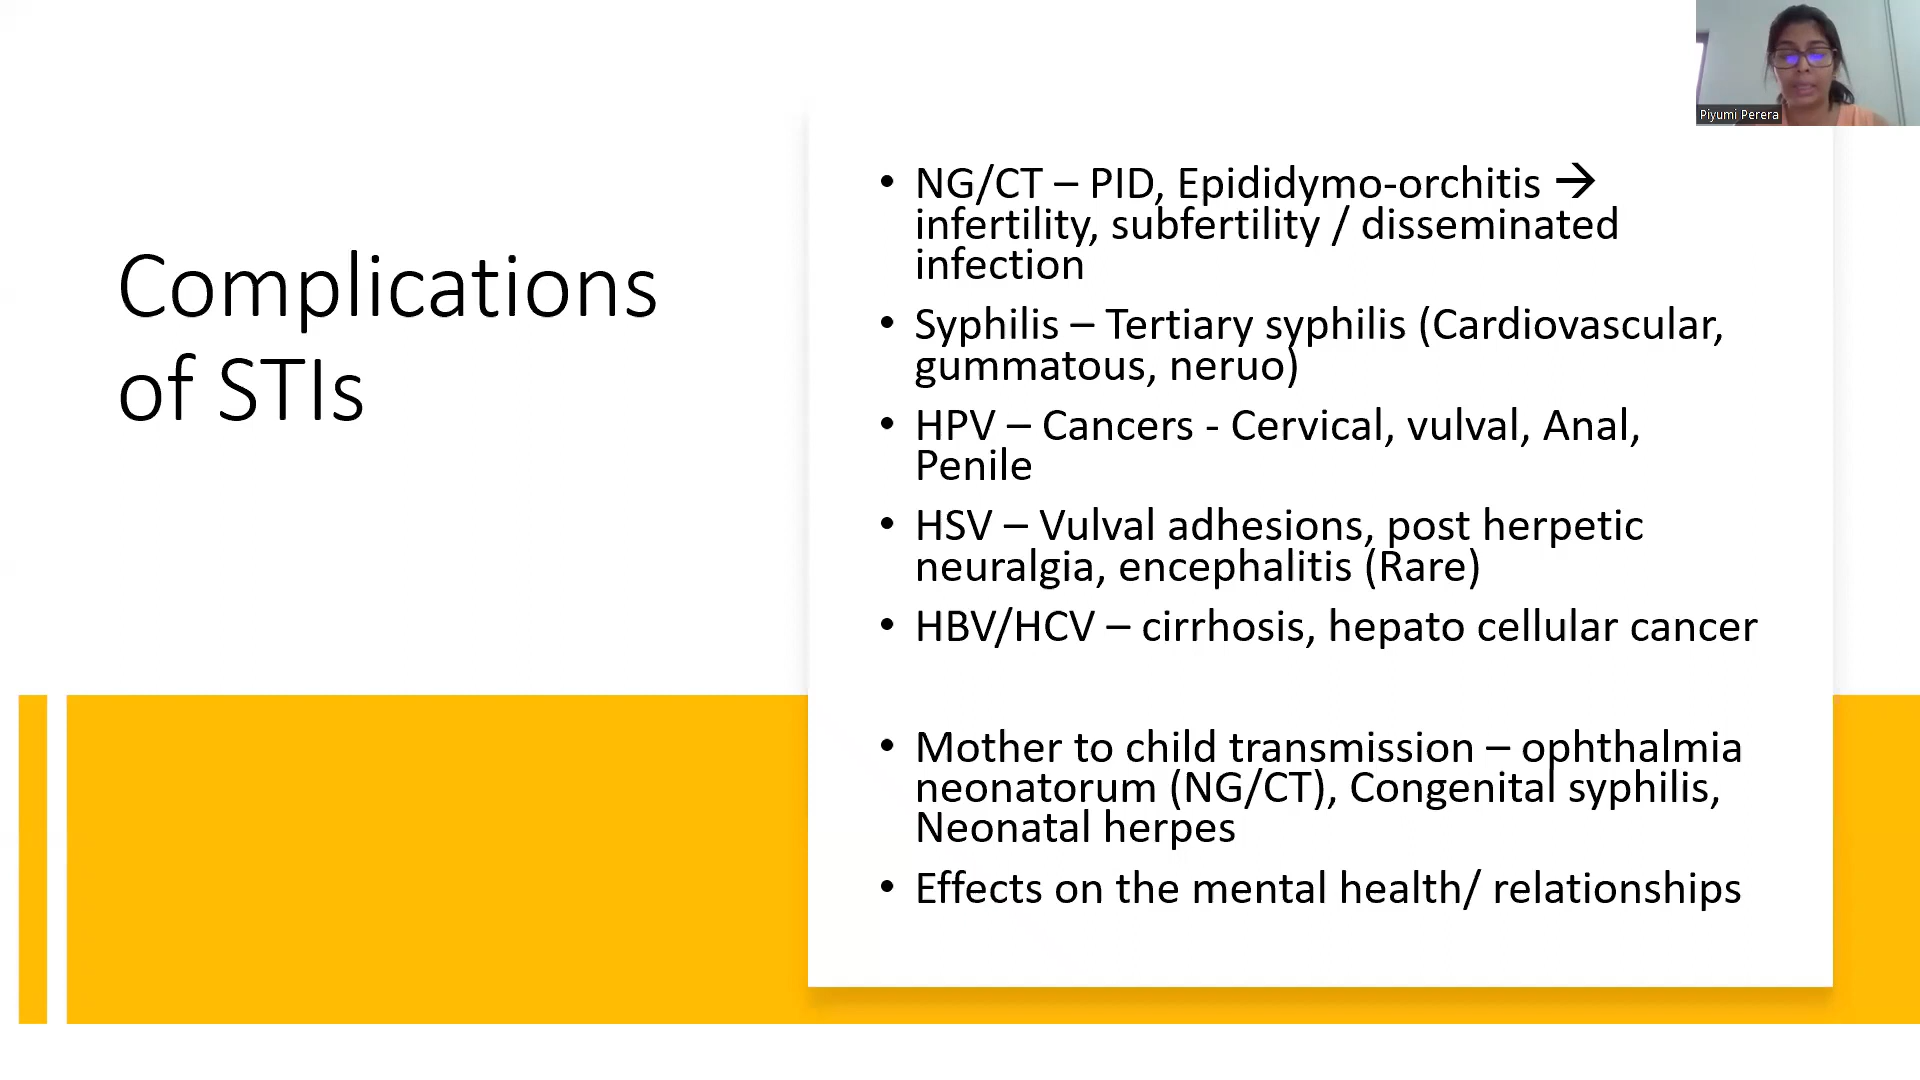 Complications
of STIs
• NG/CT – PID, Epididymo-orchitis →
infertility, subfertility / disseminated
infection
• Syphilis – Tertiary syphilis (Cardiovascular,
gummatous, neruo)
• HPV – Cancers - Cervical, vulval, Anal,
Penile
• HSV – Vulval adhesions, post herpetic
neuralgia, encephalitis (Rare)
• HBV/HCV – cirrhosis, hepato cellular cancer
• Mother to child transmission – ophthalmia
neonatorum (NG/CT), Congenital syphilis,
Neonatal herpes
• Effects on the mental health/ relationships
Piyumi Perera